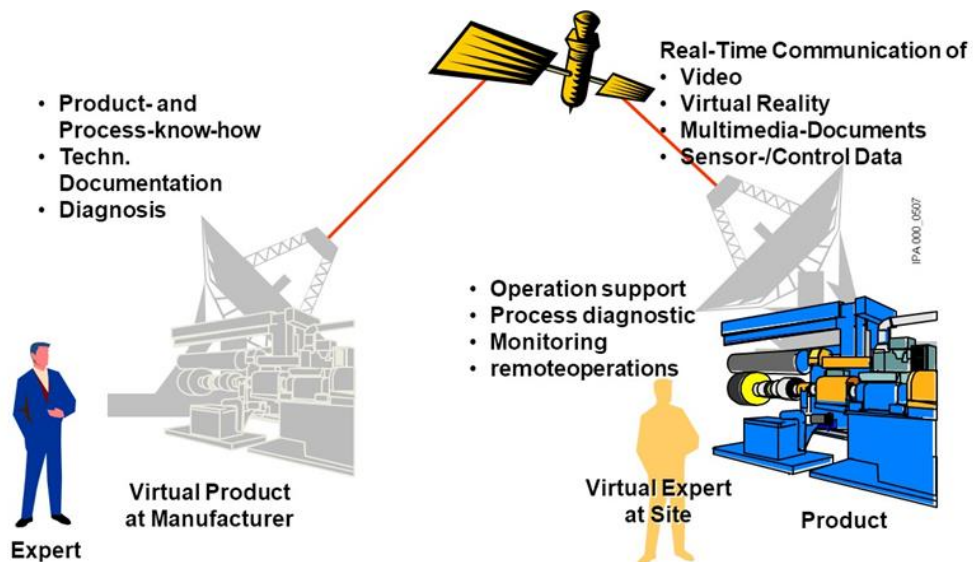 • Product- and
Process-know-how
• Techn.
Documentation
• Diagnosis
Real-Time Communication of
• Video
• Virtual Reality
• Multimedia-Documents
• Sensor-/Control Data
IPA 000_0507
• Operation support
• Process diagnostic
• Monitoring
• remoteoperations
Virtual Product
at Manufacturer
Expert
Virtual Expert
at Site
Product